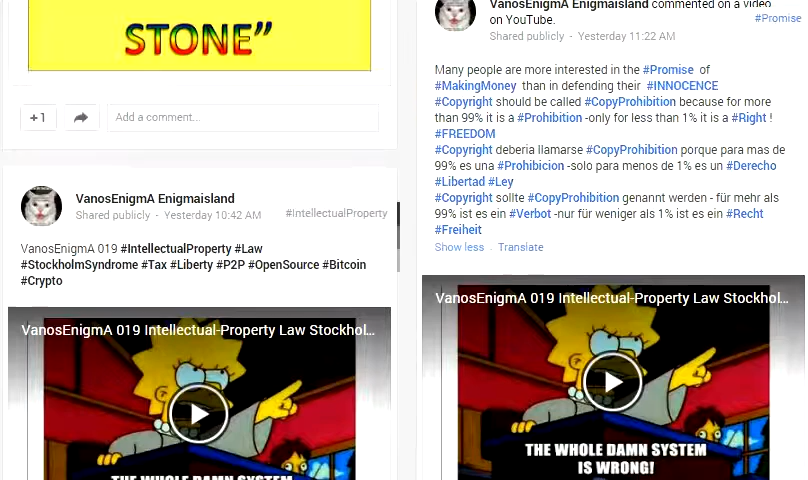 STONE”
+1
Add a comment...
VanosEnigmA Enigmaisland
Shared publicly - Yesterday 10:42 AM
#IntellectualProperty
VanosEnigmA 019 #IntellectualProperty #Law
#StockholmSyndrome #Tax #Liberty #P2P #OpenSource #Bitcoin
#Crypto
VanosEnigmA 019 Intellectual-Property Law Stockhol...
THE WHOLE DAMN SYSTEM
VanosEnigmA Enigmaisland commented on a video
on YouTube.
#Promise
Shared publicly - Yesterday 11:22 AM
Many people are more interested in the #Promise of
#MakingMoney than in defending their #INNOCENCE
#Copyright should be called #CopyProhibition because for more
than 99% it is a #Prohibition -only for less than 1% it is a #Right !
#FREEDOM
#Copyright deberia llamarse #CopyProhibition porque para mas de
99% es una #Prohibicion -solo para menos de 1% es un #Derecho
#Libertad #Ley
#Copyright sollte #CopyProhibition genannt werden - für mehr als
99% ist es ein #Verbot -nur für weniger als 1% ist es ein #Recht
#Freiheit
Show less - Translate
VanosEnigmA 019 Intellectual-Property Law Stockhol...
THE WHOLE DAMN SYSTEM
IS WRONG!